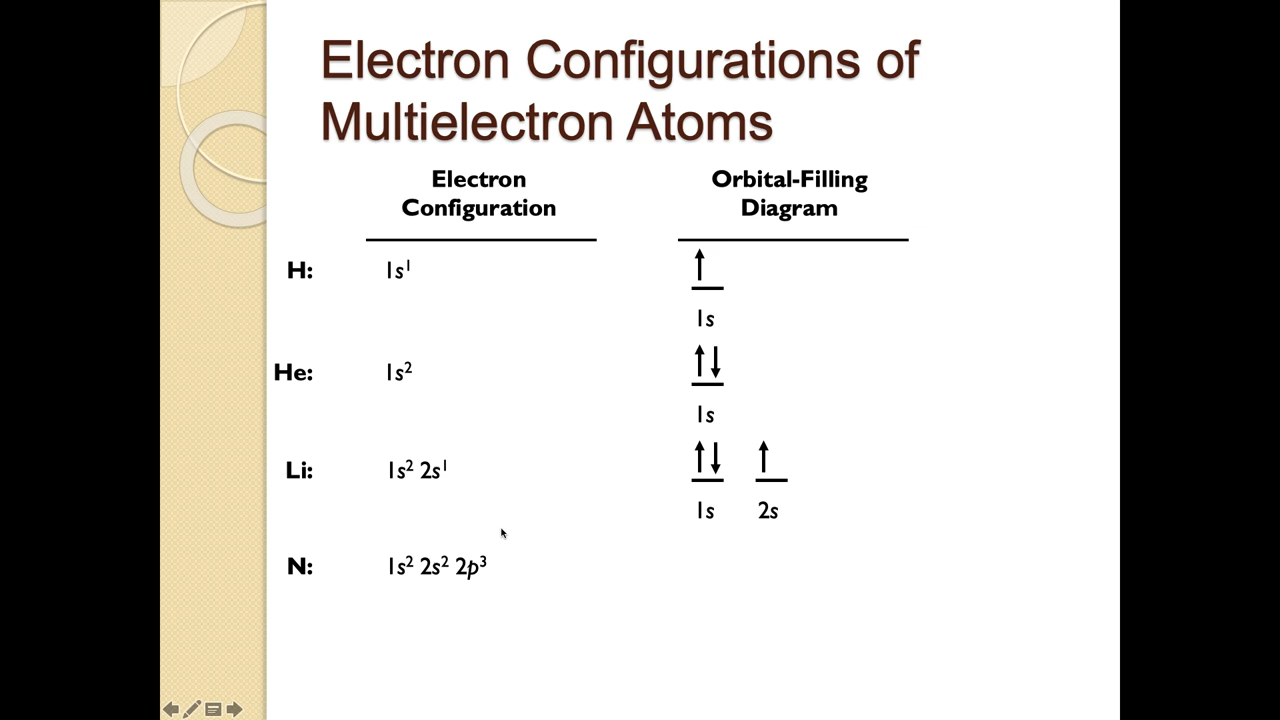 Electron Configurations of
Multielectron Atoms
Electron
Configuration
Orbital-Filling
Diagram
H: 1s¹
1s
He: 1s²
1s
Li: 1s² 2s¹
1s 2s
N: 1s² 2s² 2p³